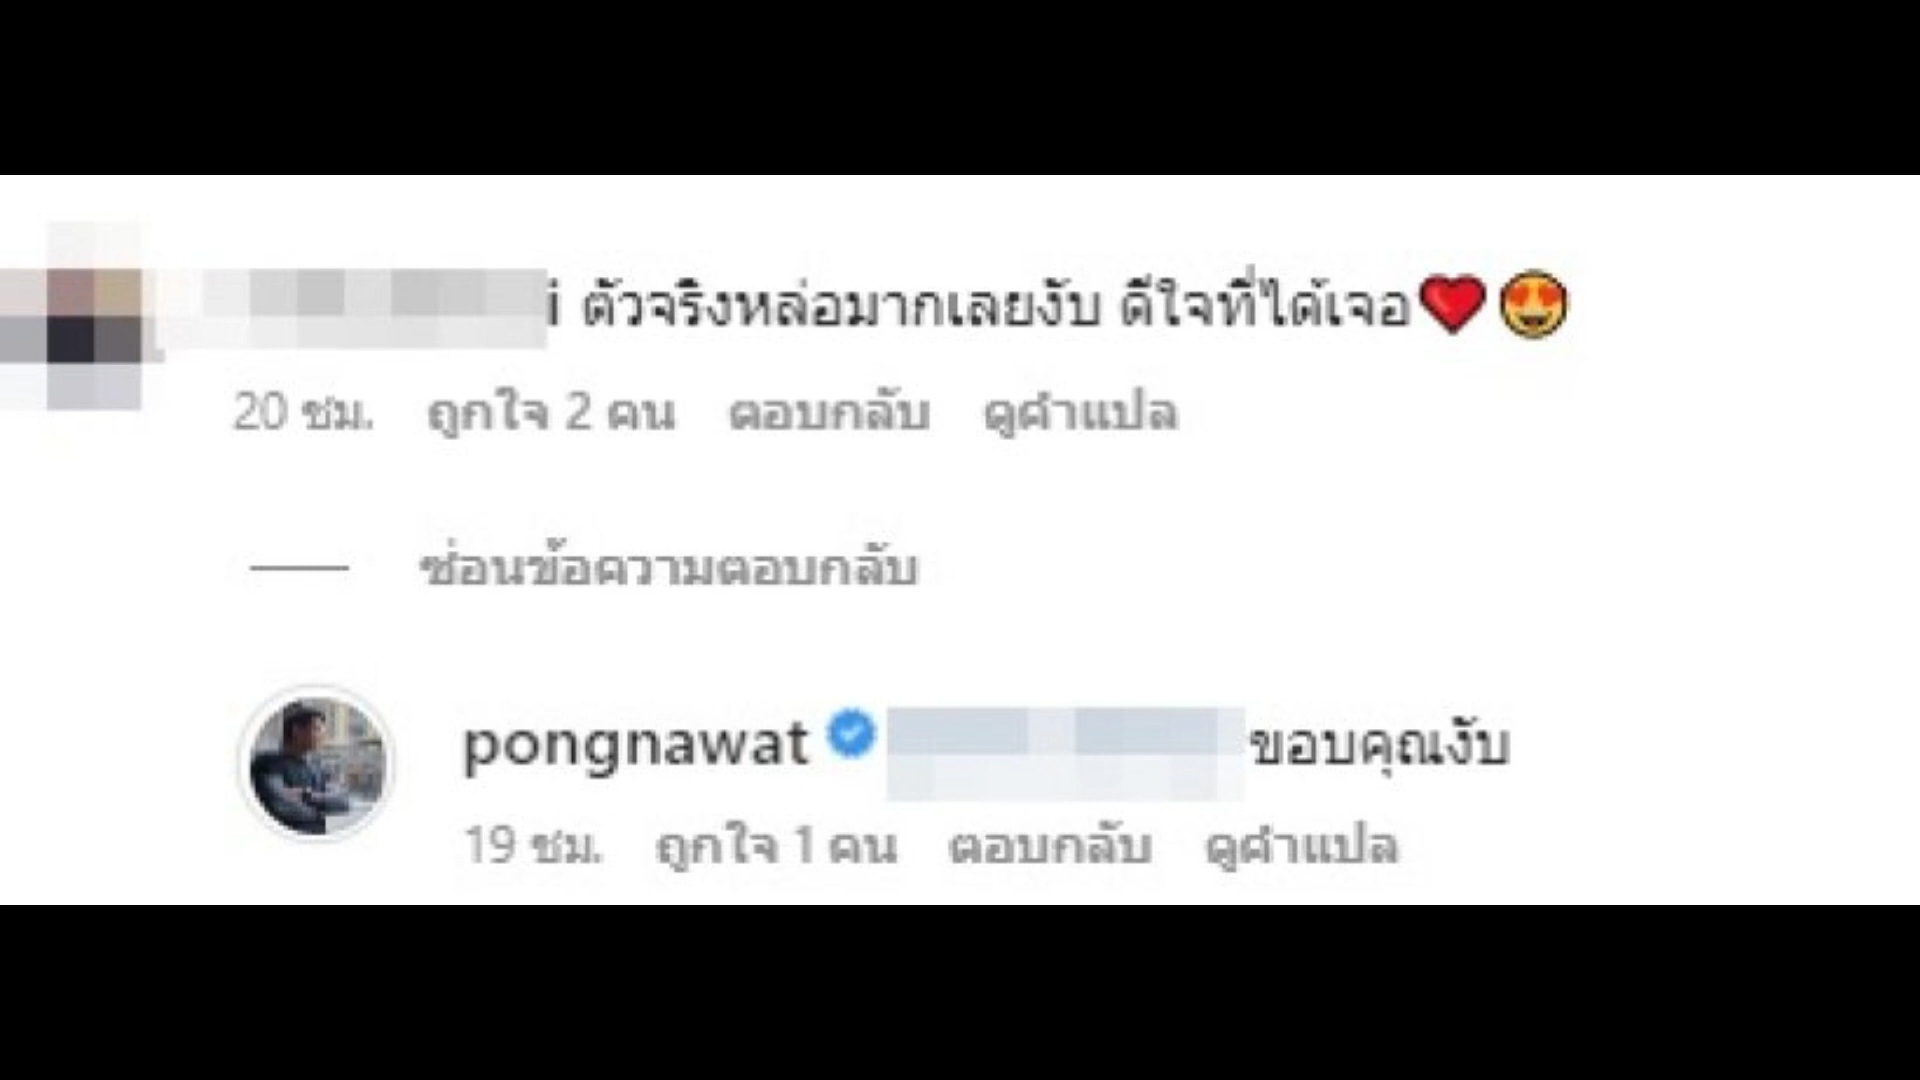 i ตัวจริงหล่อมากเลยงับ ดีใจที่ได้เจอ❤️😍
20 ชม. ถูกใจ 2 คน ตอบกลับ ดูคำแปล
ซ่อนข้อความตอบกลับ
pongnawat ขอบคุณงับ
19 ชม. ถูกใจ 1 คน ตอบกลับ ดูคำแปล